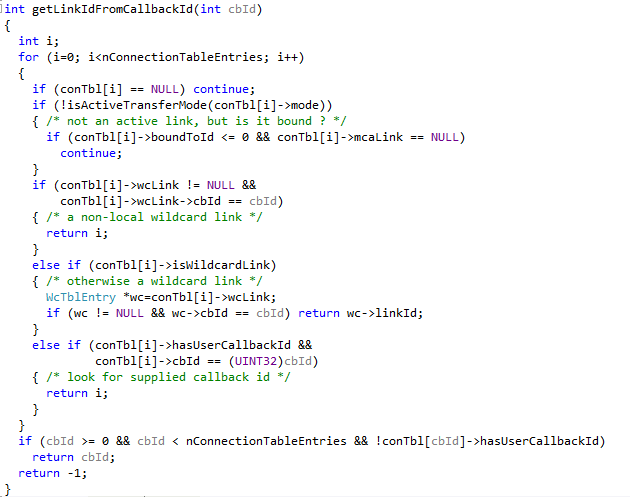 int getLinkIdFromCallbackId(int cbId)
{
  int i;
  for (i=0; i<nConnectionTableEntries; i++)
  {
    if (conTbl[i] == NULL) continue;
    if (!isActiveTransferMode(conTbl[i]->mode))
    { /* not an active link, but is it bound ? */
      if (conTbl[i]->boundToId <= 0 && conTbl[i]->mcaLink == NULL)
        continue;
    }
    if (conTbl[i]->wcLink != NULL &&
        conTbl[i]->wcLink->cbId == cbId)
    { /* a non-local wildcard link */
      return i;
    }
    else if (conTbl[i]->isWildcardLink)
    { /* otherwise a wildcard link */
      WcTblEntry *wc=conTbl[i]->wcLink;
      if (wc != NULL && wc->cbId == cbId) return wc->linkId;
    }
    else if (conTbl[i]->hasUserCallbackId &&
             conTbl[i]->cbId == (UINT32)cbId)
    { /* look for supplied callback id */
      return i;
    }
  }
  if (cbId >= 0 && cbId < nConnectionTableEntries && !conTbl[cbId]->hasUserCallbackId)
    return cbId;
  return -1;
}